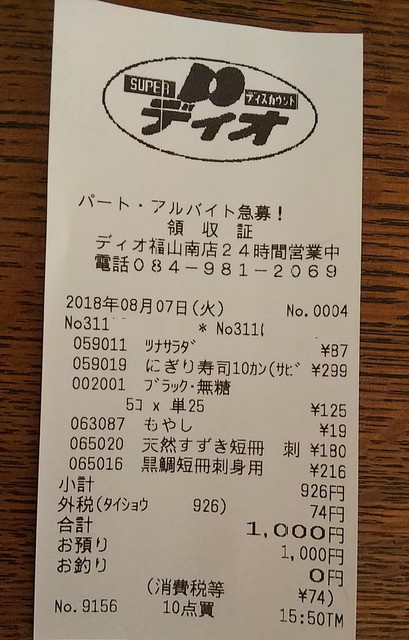 SUPER ディスカウント
ディオ
パート・アルバイト急募!
領収証
ディオ福山南店24時間営業中
電話084-981-2069
2018年08月07日(火) No.0004
No311 * No311
059011 ツナサラダ ¥87
059019 にぎり寿司10カン(サビ ¥299
002001 ブラック・無糖
5コ x 単25 ¥125
063087 もやし ¥19
065020 天然すずき短冊 刺 ¥180
065016 黒鯛短冊刺身用 ¥216
小計 926円
外税(タイショウ 926) 74円
合計 1,000円
お預り 1,000円
お釣り 0円
(消費税等 ¥74)
No.9156 10点買 15:50TM